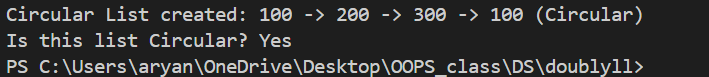 Circular List created: 100 -> 200 -> 300 -> 100 (Circular)
Is this list Circular? Yes
PS C:\Users\aryan\OneDrive\Desktop\OOPS_class\DS\doublyll>